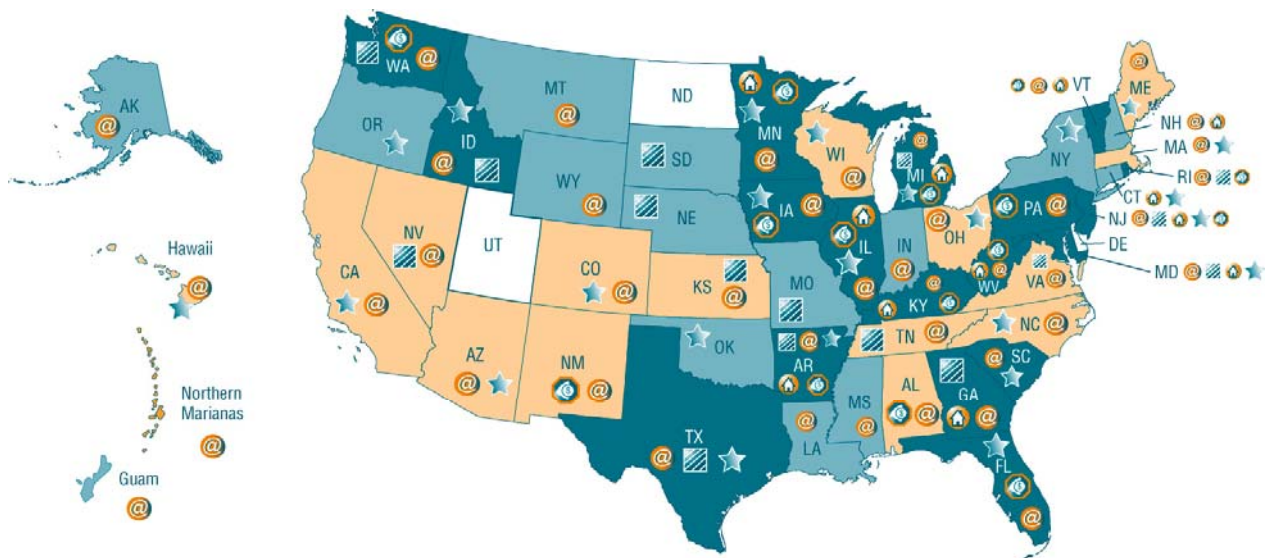 AK
Hawaii
Northern
Marianas
Guam
WA
OR
ID
MT
ND
WY
SD
NE
NV
UT
CA
CO
KS
AZ
NM
OK
TX
MN
IA
MO
AR
LA
WI
IL
MI
IN
OH
KY
TN
MS
AL
GA
FL
SC
NC
VA
WV
PA
NY
ME
VT
NH
MA
RI
CT
NJ
DE
MD